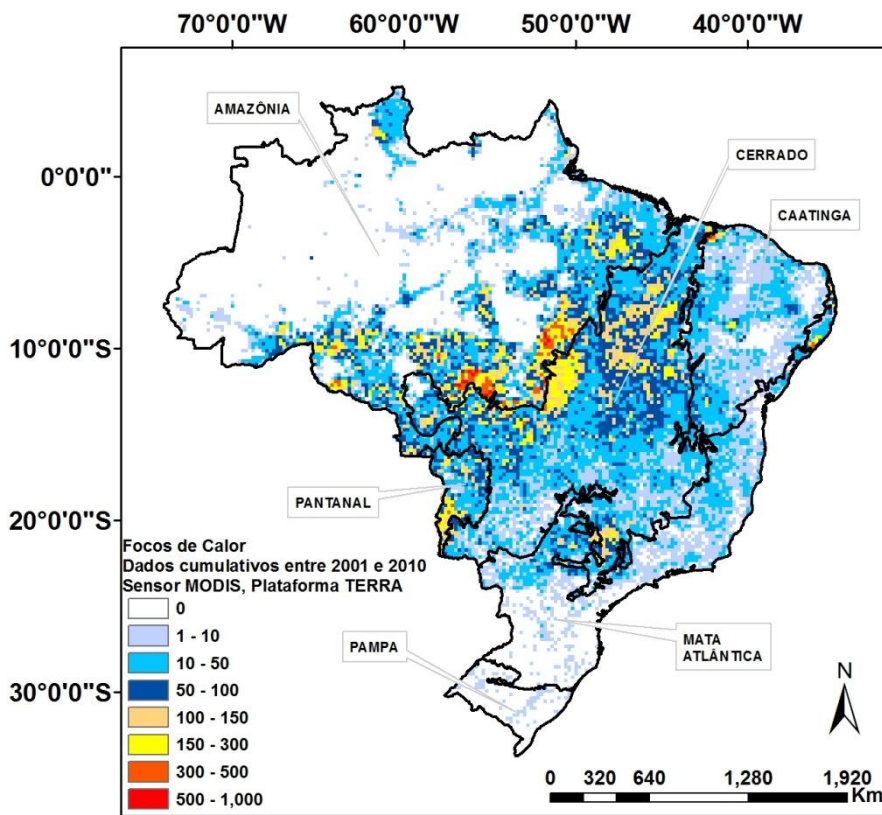 70°0'0"W 60°0'0"W 50°0'0"W 40°0'0"W
AMAZÔNIA
CERRADO
0°0'0"
CAATINGA
10°0'0"S
PANTANAL
20°0'0"S
Focos de Calor
Dados cumulativos entre 2001 e 2010
Sensor MODIS, Plataforma TERRA
0
1 - 10
10 - 50
50 - 100
100 - 150
150 - 300
300 - 500
500 - 1,000
PAMPA
MATA
ATLÂNTICA
30°0'0"S
N
0 320 640 1,280 1,920
Km